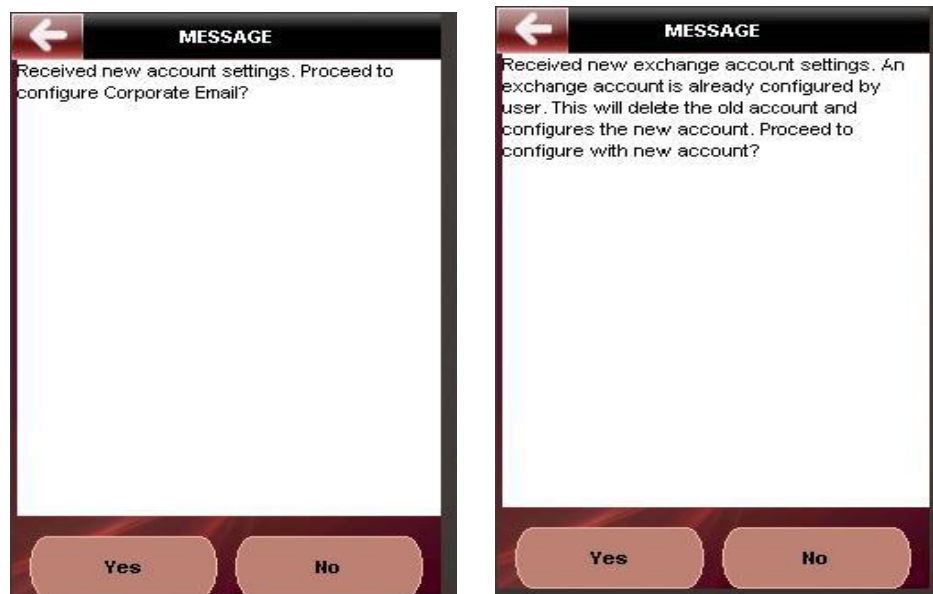 MESSAGE
Received new account settings. Proceed to
configure Corporate Email?
Yes
No
MESSAGE
Received new exchange account settings. An
exchange account is already configured by
user. This will delete the old account and
configures the new account. Proceed to
configure with new account?
Yes
No